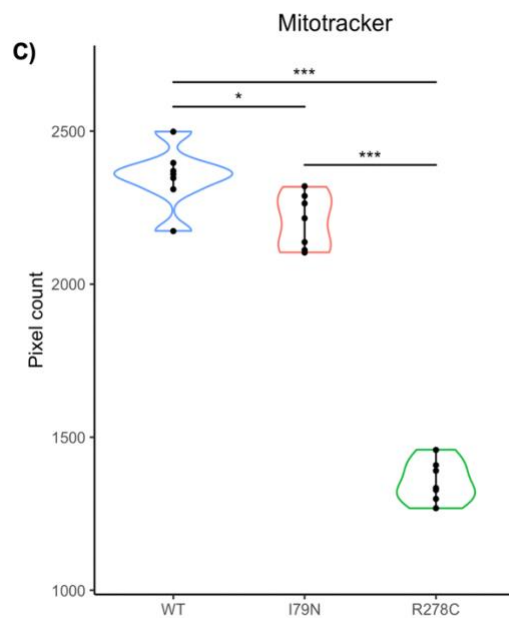 Mitotracker
C)
***
*
***
2500
2000
1500
1000
Pixel count
WT I79N R278C